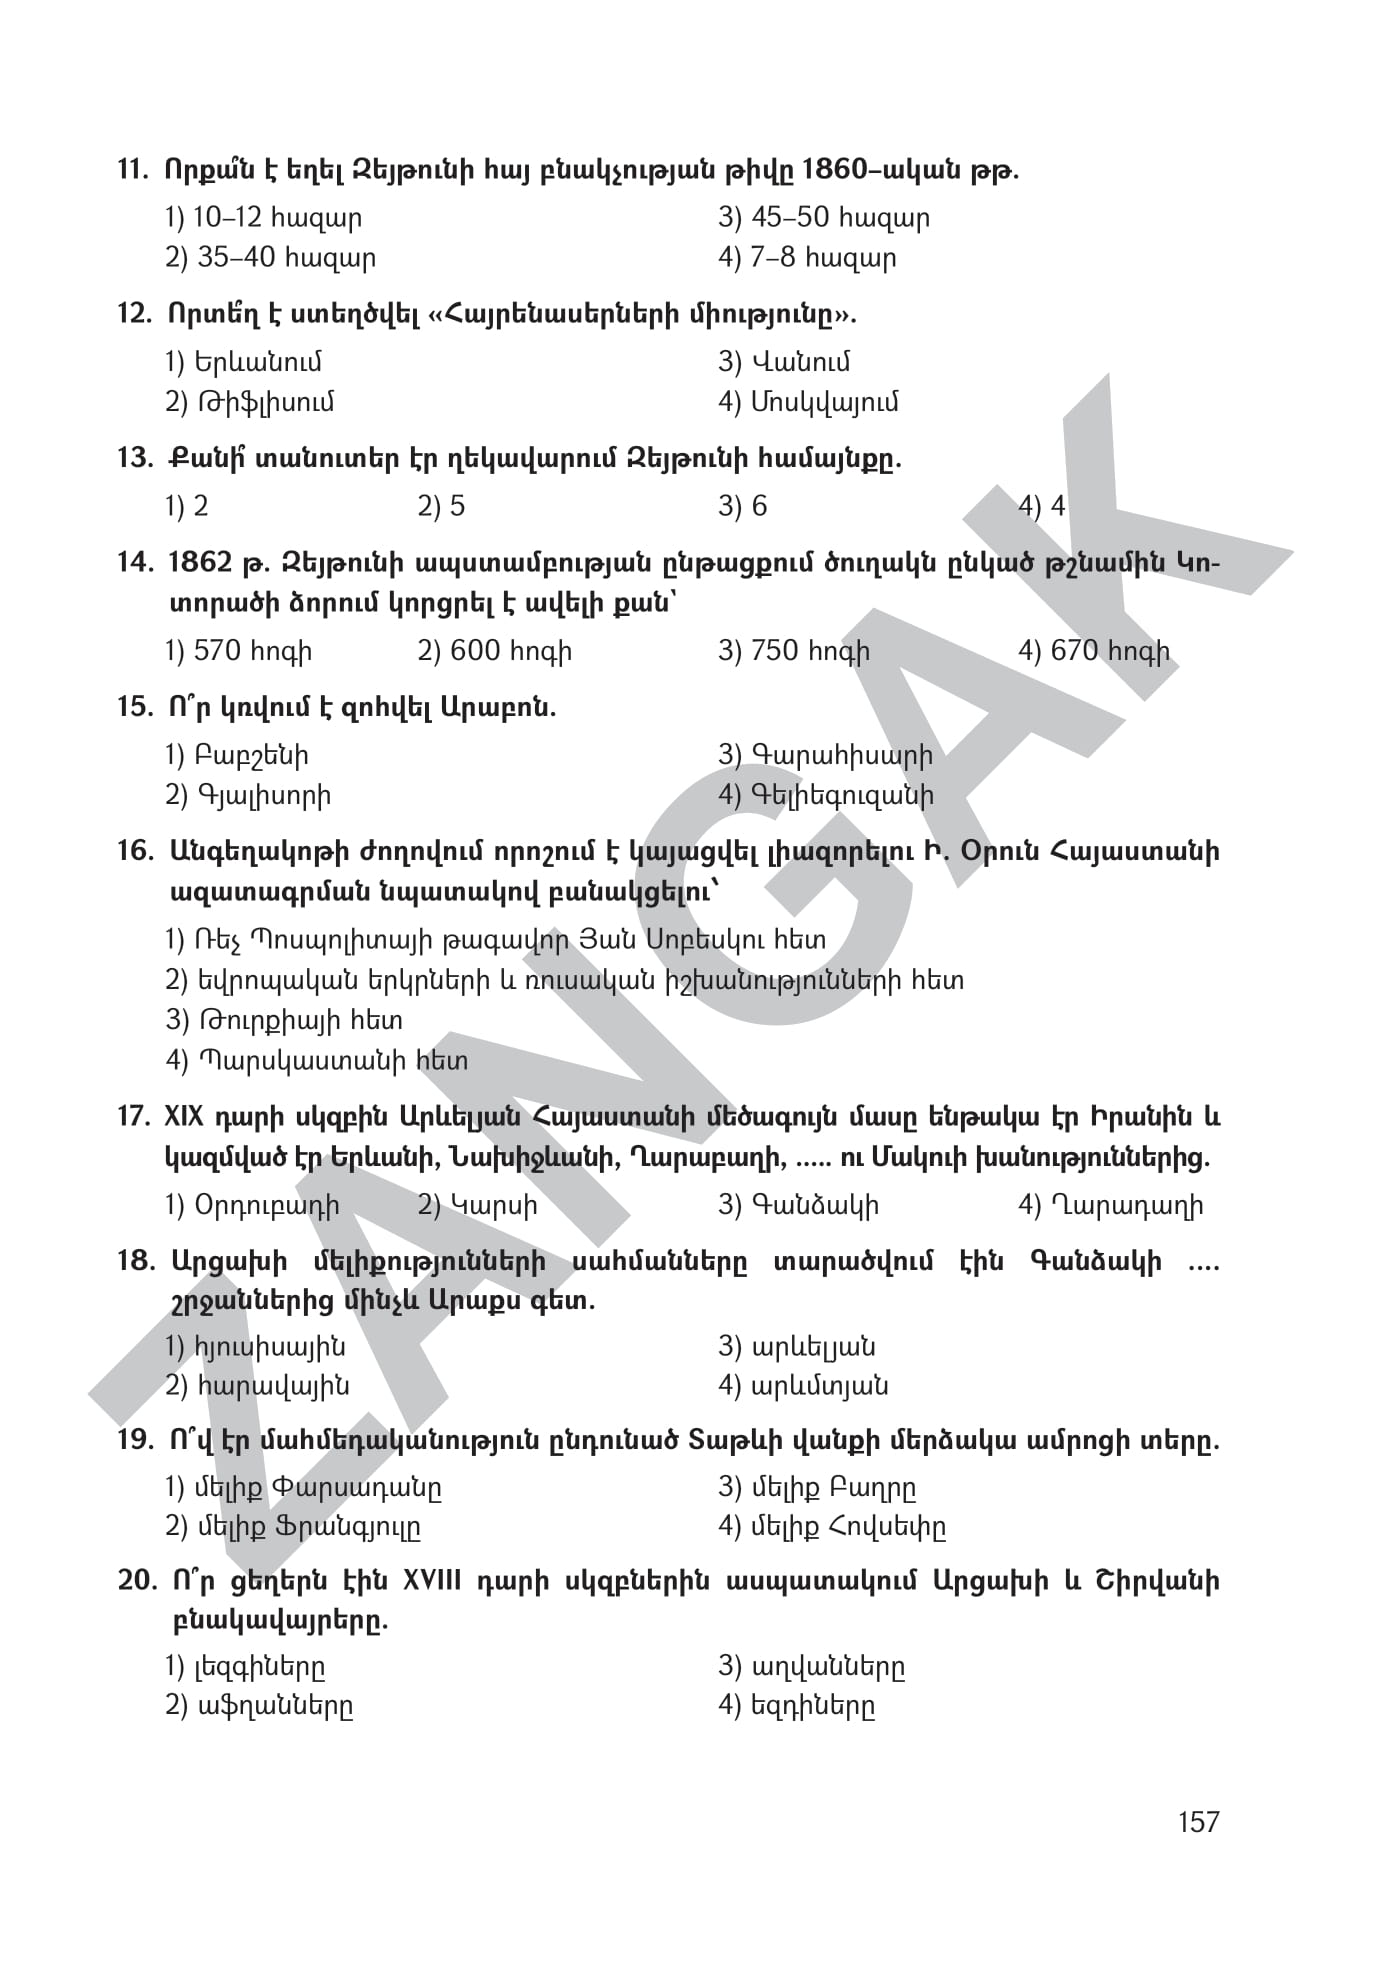 11. Որքա՞ն է եղել Զեյթունի հայ բնակչության թիվը 1860–ական թթ.
1) 10–12 հազար 3) 45–50 հազար
2) 35–40 հազար 4) 7–8 հազար
12. Որտե՞ղ է ստեղծվել «Հայրենասերների միությունը».
1) Երևանում 3) Վանում
2) Թիֆլիսում 4) Մոսկվայում
13. Քանի՞ տանուտեր էր ղեկավարում Զեյթունի համայնքը.
1) 2 2) 5 3) 6 4) 4
14. 1862 թ. Զեյթունի ապստամբության ընթացքում ծուղակն ընկած թշնամին Կո-
տորածի ձորում կորցրել է ավելի քան՝
1) 570 հոգի 2) 600 հոգի 3) 750 հոգի 4) 670 հոգի
15. Ո՞ր կռվում է զոհվել Արաբոն.
1) Բաբշենի 3) Գարահիսարի
2) Գյալիսորի 4) Գելիեգուզանի
16. Անգեղակոթի ժողովում որոշում է կայացվել լիազորելու Ի. Օրուն Հայաստանի
ազատագրման նպատակով բանակցելու՝
1) Ռեչ Պոսպոլիտայի թագավոր Յան Սոբեսկու հետ
2) եվրոպական երկրների և ռուսական իշխանությունների հետ
3) Թուրքիայի հետ
4) Պարսկաստանի հետ
17. XIX դարի սկզբին Արևելյան Հայաստանի մեծագույն մասը ենթակա էր Իրանին և
կազմված էր Երևանի, Նախիջևանի, Ղարաբաղի, ..... ու Մակուի խանություններից.
1) Օրդուբադի 2) Կարսի 3) Գանձակի 4) Ղարադաղի
18. Արցախի մելիքությունների սահմանները տարածվում էին Գանձակի ....
շրջաններից մինչև Արաքս գետ.
1) հյուսիսային 3) արևելյան
2) հարավային 4) արևմտյան
19. Ո՞վ էր մահմեդականություն ընդունած Տաթևի վանքի մերձակա ամրոցի տերը.
1) մելիք Փարսադանը 3) մելիք Բաղրը
2) մելիք Ֆրանգյուլը 4) մելիք Հովսեփը
20. Ո՞ր ցեղերն էին XVIII դարի սկզբներին ասպատակում Արցախի և Շիրվանի
բնակավայրերը.
1) լեզգիները 3) աղվանները
2) աֆղանները 4) եզդիները
157
ZANGAK